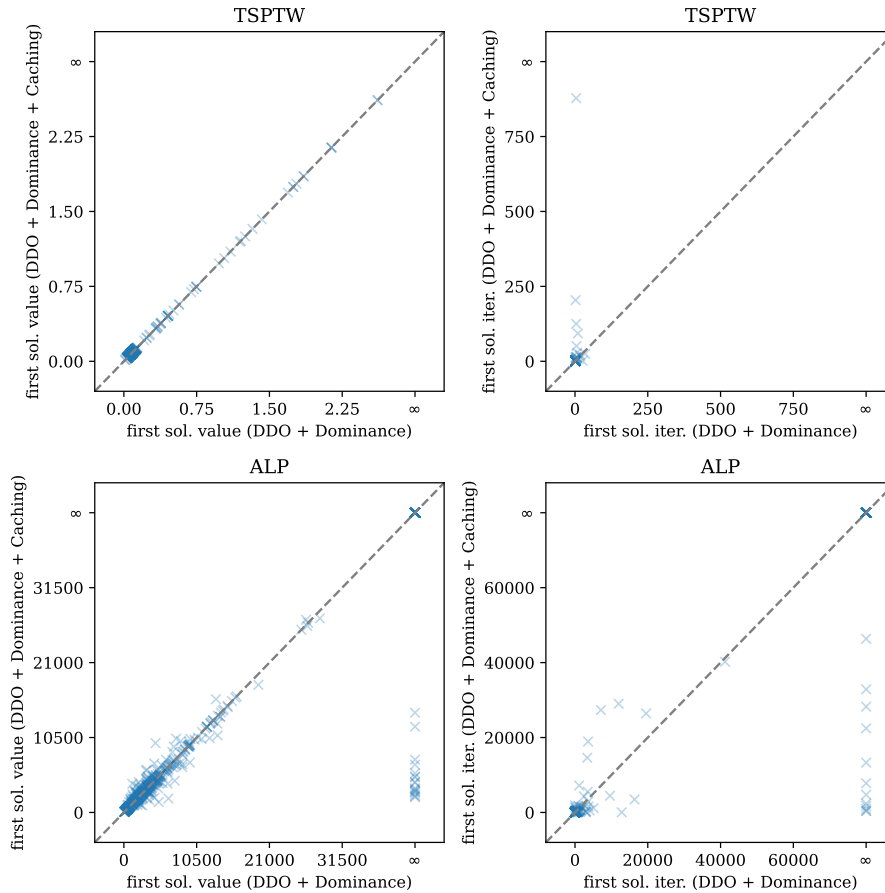 TSPTW
first sol. value (DDO + Dominance + Caching)
∞
2.25
1.50
0.75
0.00
0.00 0.75 1.50 2.25 ∞
first sol. value (DDO + Dominance)
TSPTW
first sol. iter. (DDO + Dominance + Caching)
∞
750
500
250
0
0 250 500 750 ∞
first sol. iter. (DDO + Dominance)
ALP
first sol. value (DDO + Dominance + Caching)
∞
31500
21000
10500
0
0 10500 21000 31500 ∞
first sol. value (DDO + Dominance)
ALP
first sol. iter. (DDO + Dominance + Caching)
∞
60000
40000
20000
0
0 20000 40000 60000 ∞
first sol. iter. (DDO + Dominance)